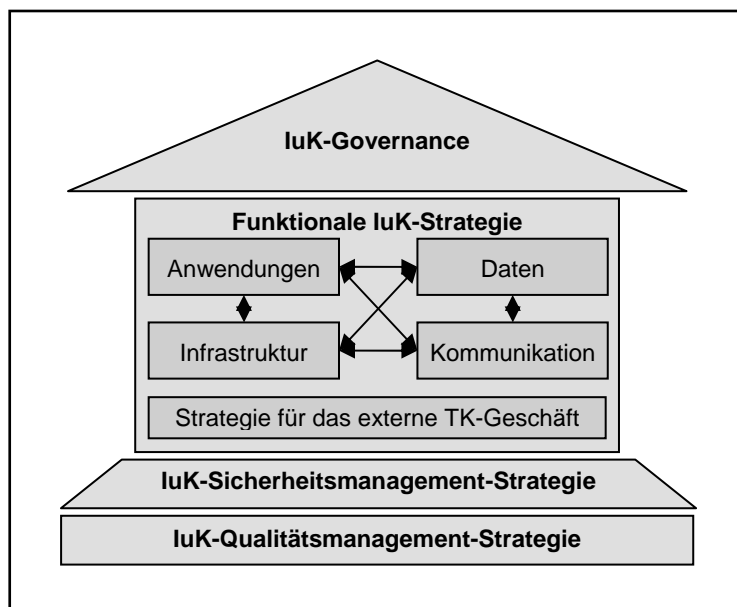 IuK-Governance
Funktionale IuK-Strategie
Anwendungen
Daten
Infrastruktur
Kommunikation
Strategie für das externe TK-Geschäft
IuK-Sicherheitsmanagement-Strategie
IuK-Qualitätsmanagement-Strategie